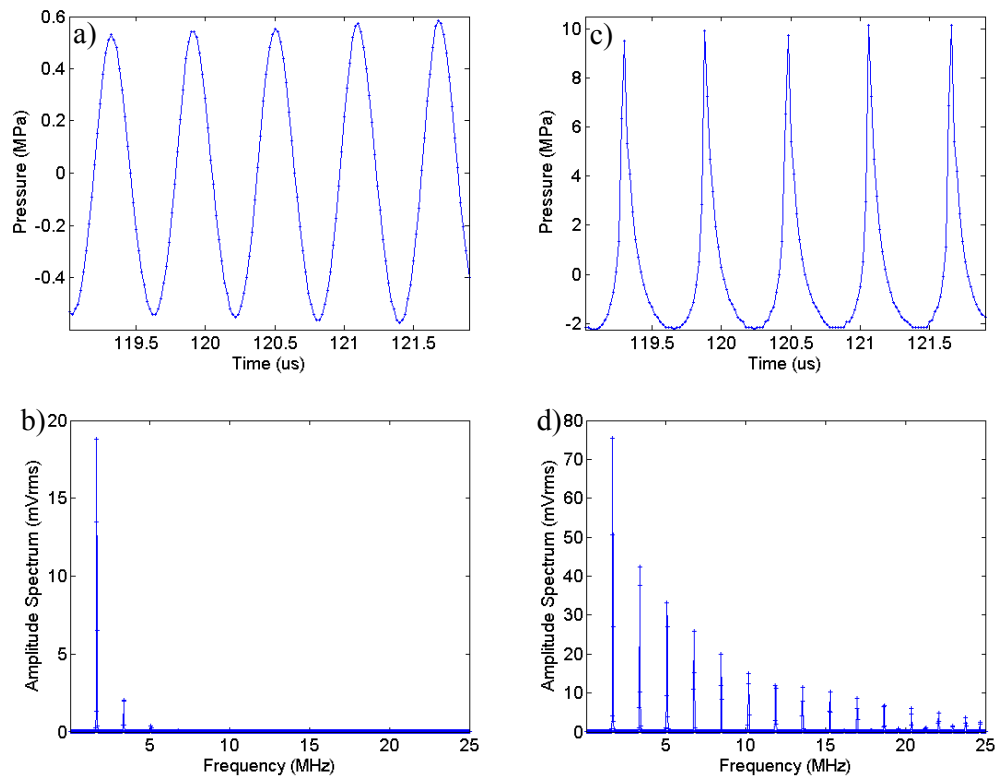 a)
0.6
0.4
0.2
0
-0.2
-0.4
Pressure (MPa)
119.5 120 120.5 121 121.5
Time (us)
c)
10
8
6
4
2
0
-2
Pressure (MPa)
119.5 120 120.5 121 121.5
Time (us)
b)
20
15
10
5
0
Amplitude Spectrum (mVrms)
5 10 15 20 25
Frequency (MHz)
d)
80
70
60
50
40
30
20
10
0
Amplitude Spectrum (mVrms)
5 10 15 20 25
Frequency (MHz)